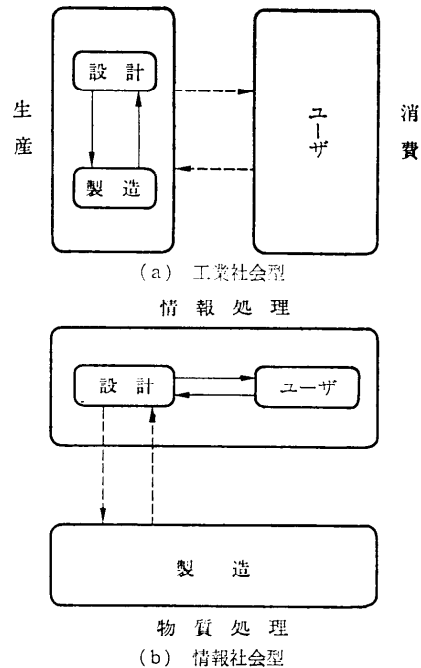 生産
設計
製造
ユーザ
消費
(a) 工業社会型
情報処理
設計
ユーザ
製造
物質処理
(b) 情報社会型